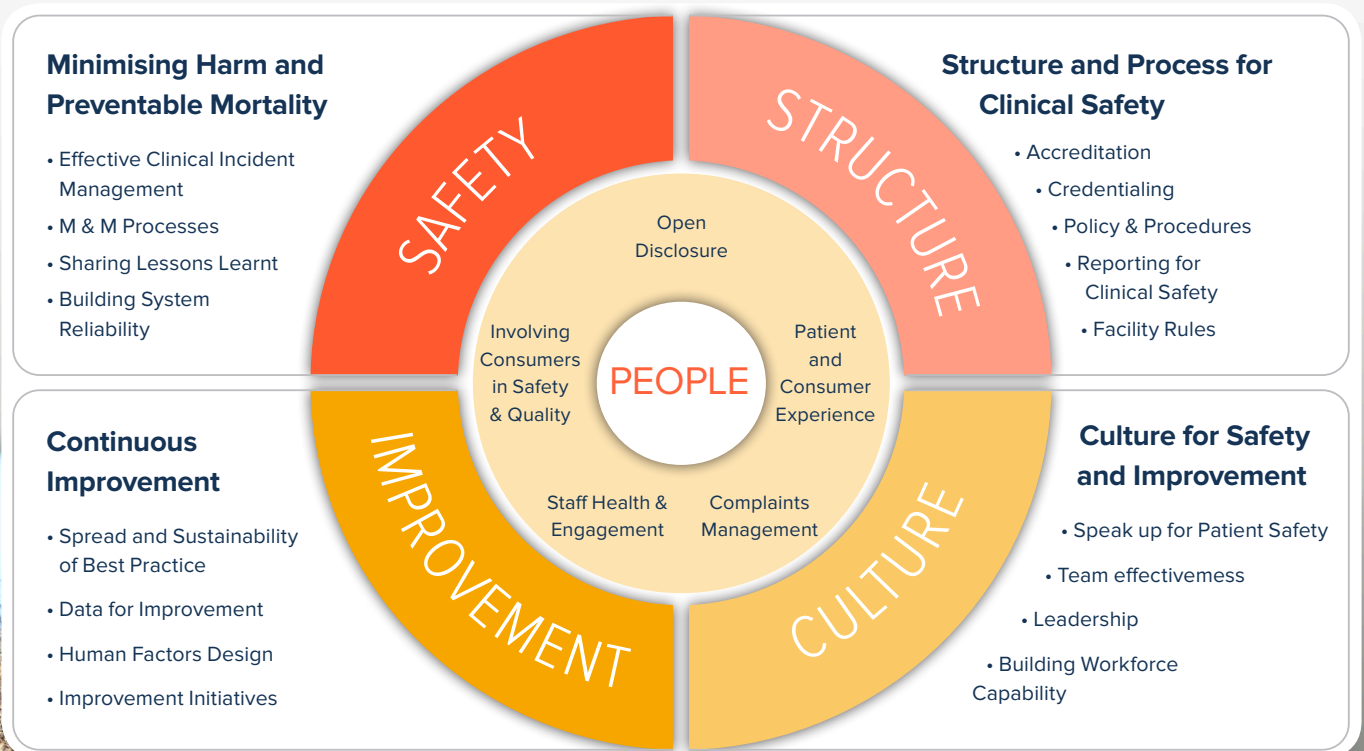 Minimising Harm and
Preventable Mortality
• Effective Clinical Incident
Management
• M & M Processes
• Sharing Lessons Learnt
• Building System
Reliability
SAFETY
STRUCTURE
Structure and Process for
Clinical Safety
• Accreditation
• Credentialing
• Policy & Procedures
• Reporting for
Clinical Safety
• Facility Rules
Open
Disclosure
Involving
Consumers
in Safety
& Quality
PEOPLE
Patient
and
Consumer
Experience
Staff Health &
Engagement
Complaints
Management
Continuous
Improvement
• Spread and Sustainability
of Best Practice
• Data for Improvement
• Human Factors Design
• Improvement Initiatives
IMPROVEMENT
CULTURE
Culture for Safety
and Improvement
• Speak up for Patient Safety
• Team effectivemess
• Leadership
• Building Workforce
Capability